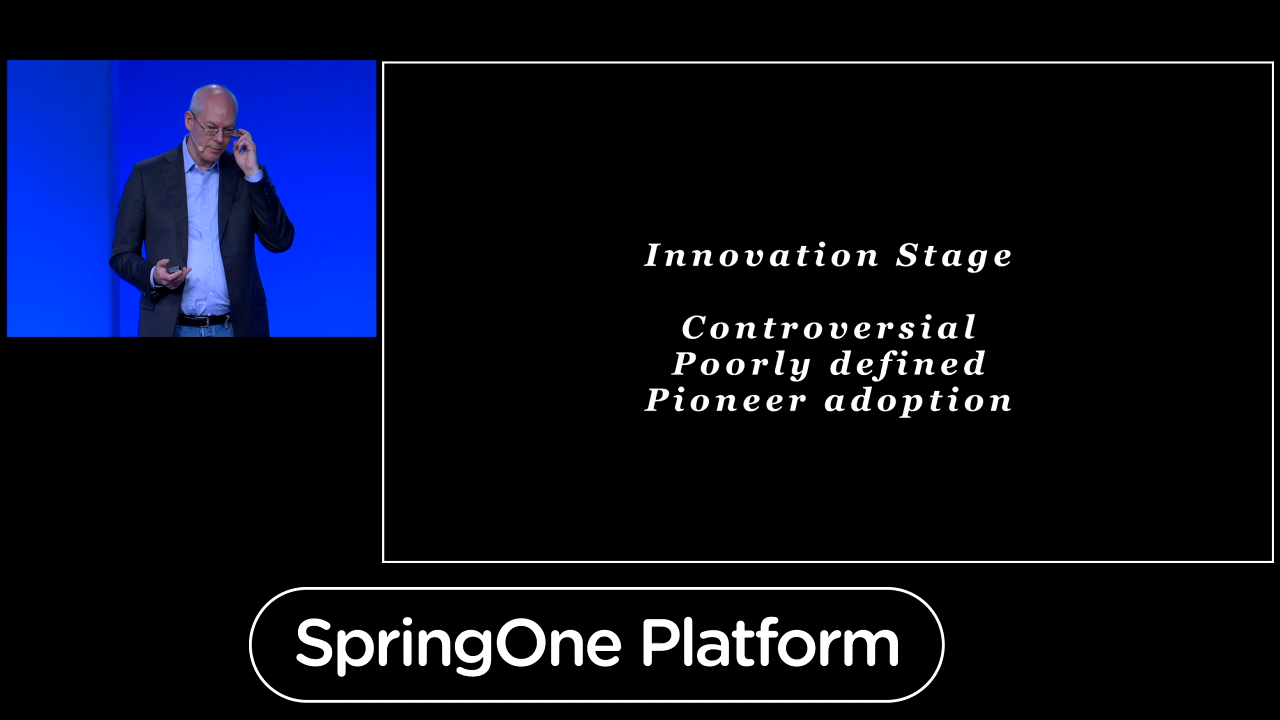 Innovation Stage
Controversial
Poorly defined
Pioneer adoption
SpringOne Platform